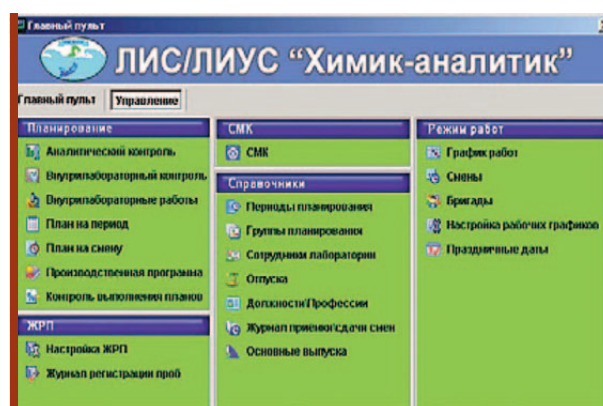 Главный пульт
ЛИС/ЛИУС “Химик-аналитик”
Главный пульт
Управление
Планирование
Аналитический контроль
Внутрилабораторный контроль
Внутрилабораторные работы
План на период
План на смену
Производственная программа
Контроль выполнения планов
ЖРП
Настройка ЖРП
Журнал регистрации проб
СМК
СМК
Справочники
Периоды планирования
Группы планирования
Сотрудники лаборатории
Отпуска
Должности/Профессии
Журнал приёмки/сдачи смен
Основные выпуска
Режим работ
График работ
Смены
Бригады
Настройка рабочих графиков
Праздничные даты